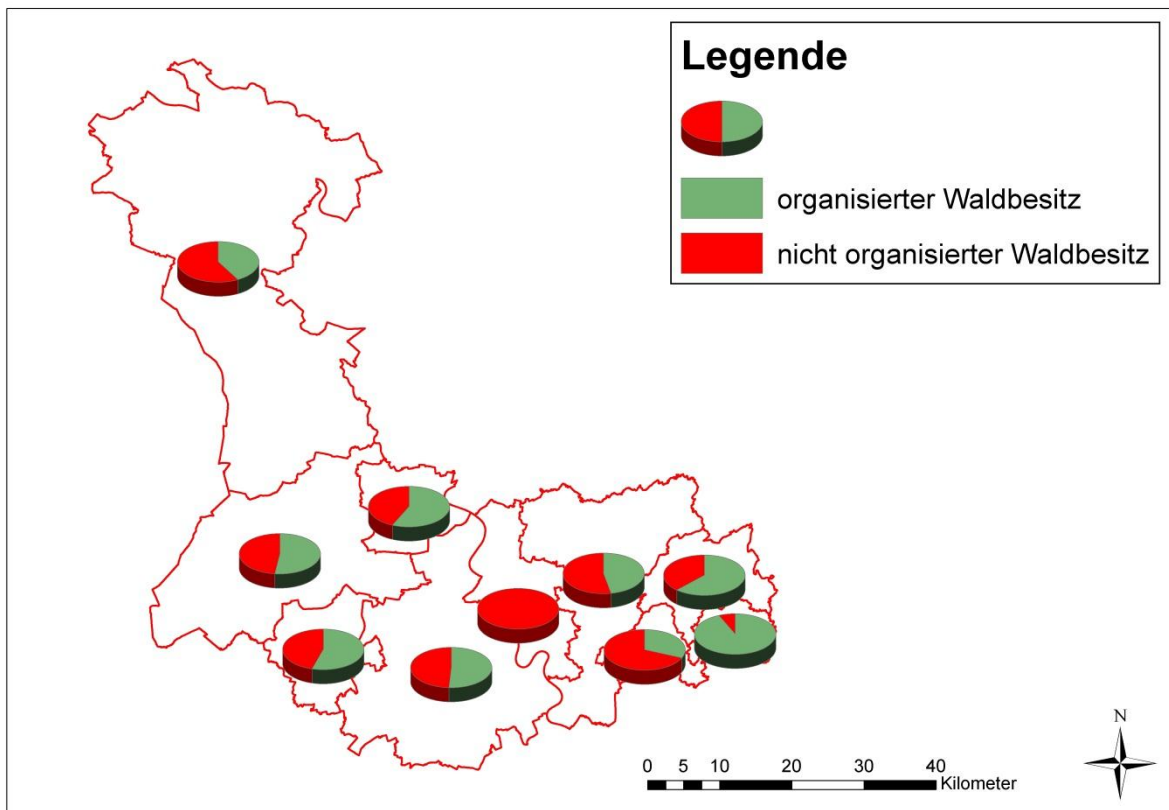 Legende
organisierter Waldbesitz
nicht organisierter Waldbesitz
N
0 5 10 20 30 40
Kilometer